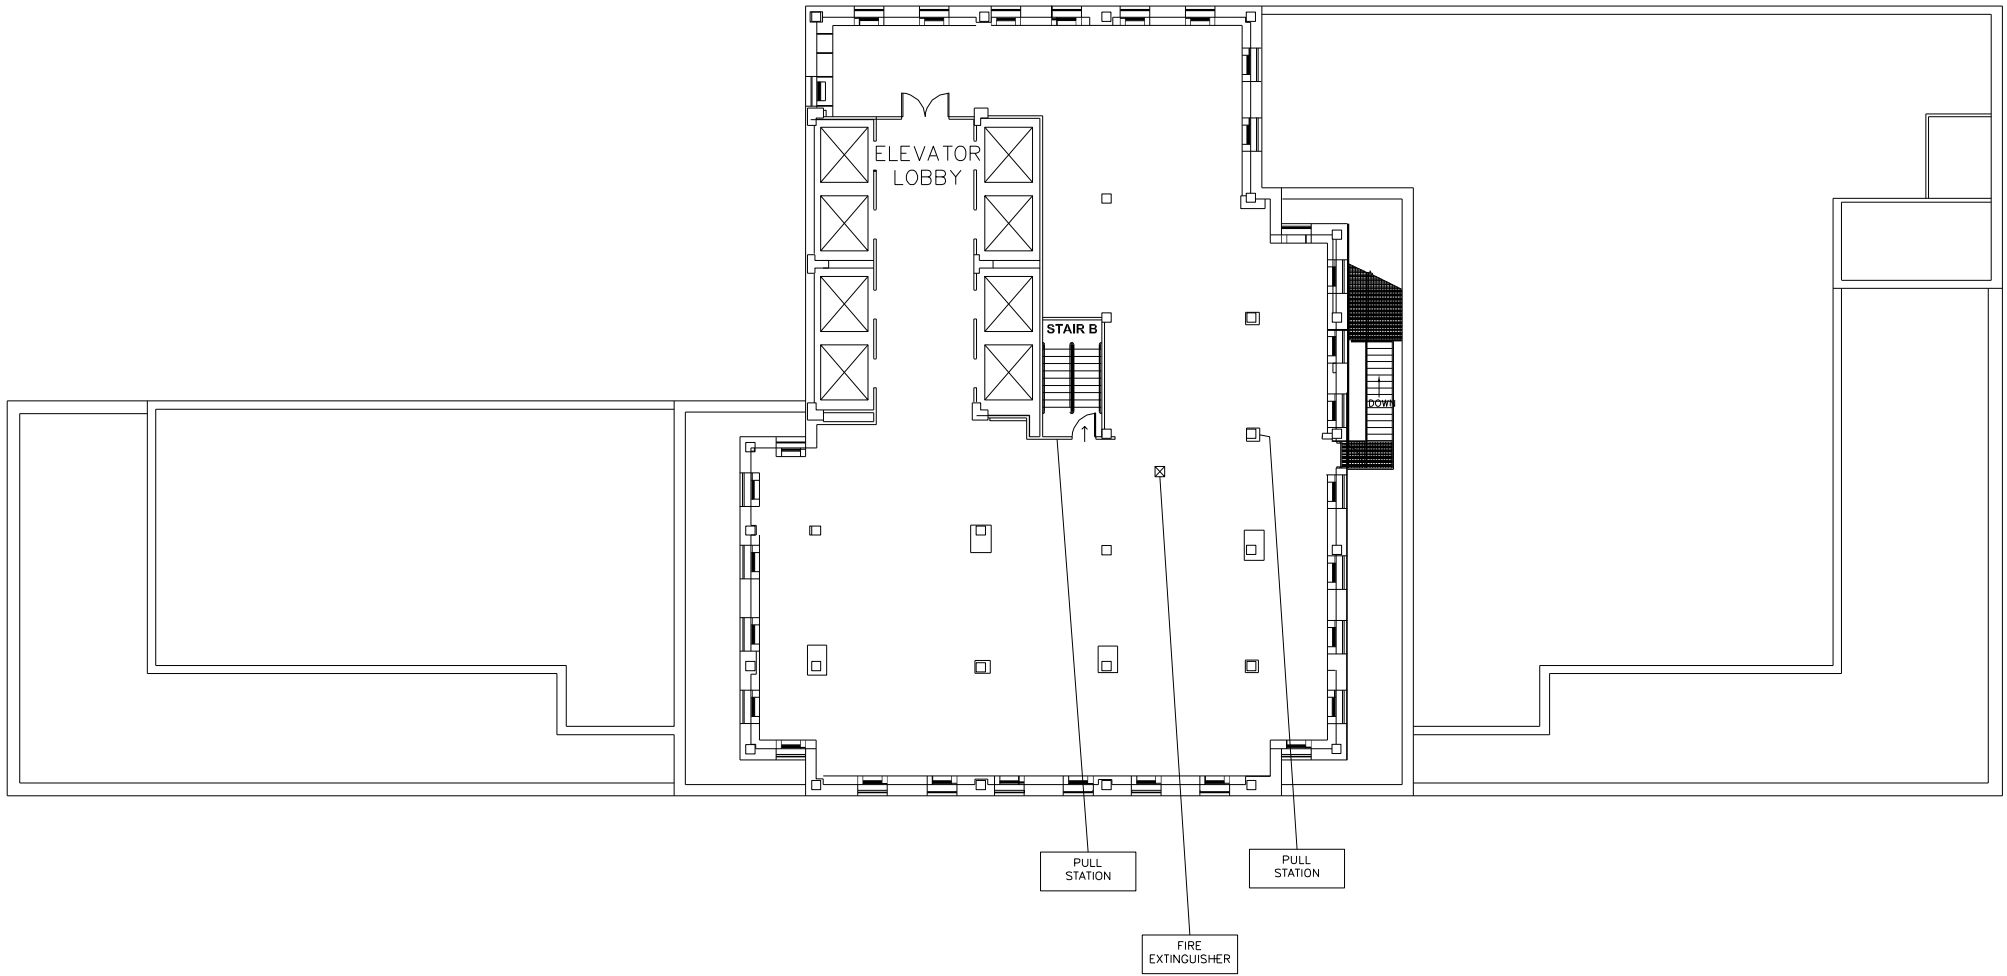 ELEVATOR
LOBBY
STAIR B
DOWN
PULL
STATION
PULL
STATION
FIRE
EXTINGUISHER